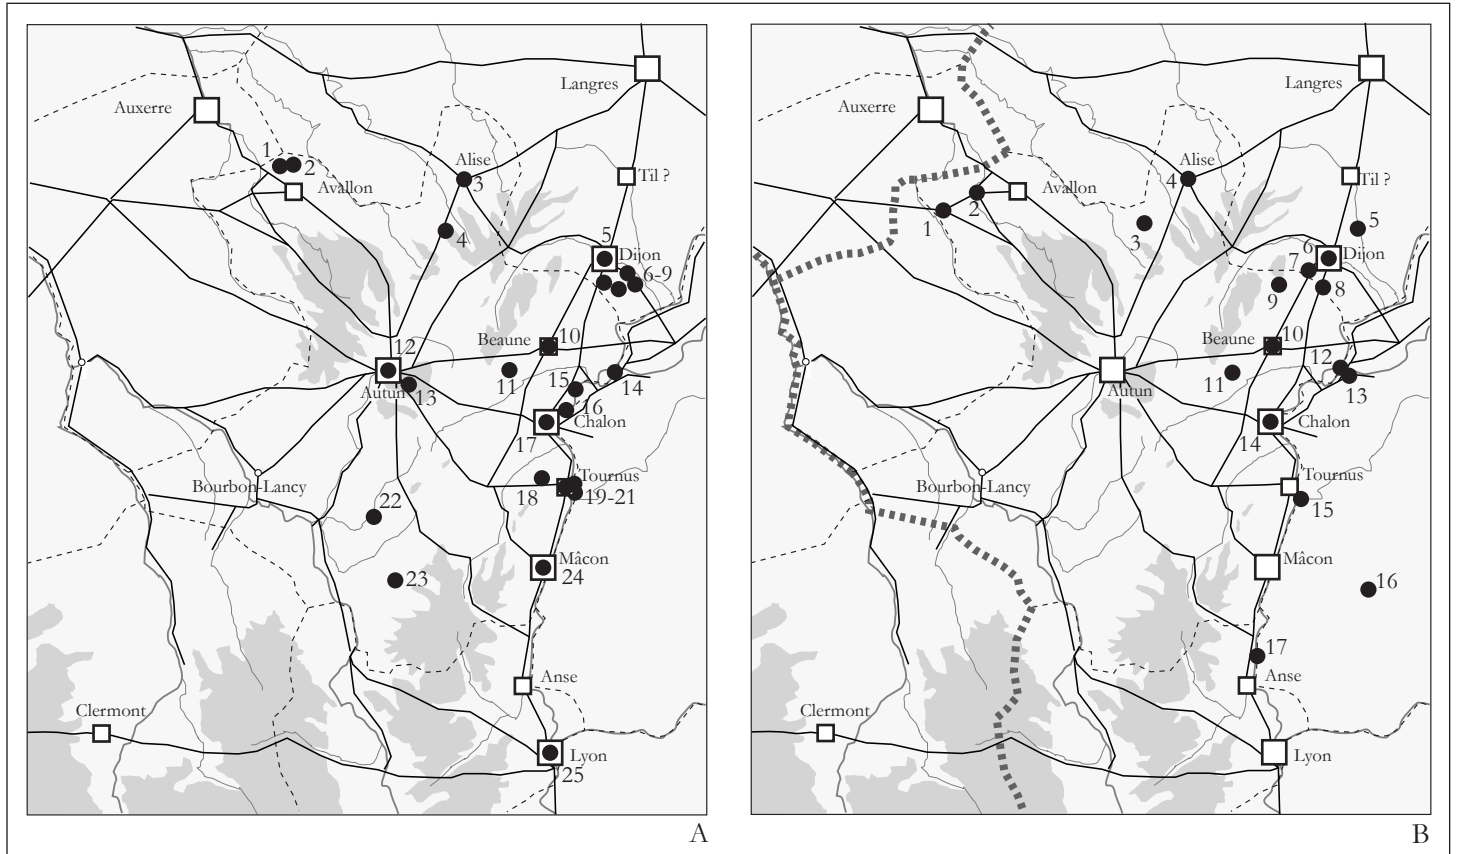 Langres
Auxerre
1
2
Alise
3
Avallon
Til ?
4
5
Dijon
6-9
Beaune
10
12
11
15
14
Autun
13
16
Chalon
17
Tournus
18
19-21
Bourbon-Lancy
22
Mâcon
24
23
Anse
Clermont
Lyon
25
A
Langres
Auxerre
Alise
4
Til ?
Avallon
2
1
3
5
6
Dijon
7
9
8
Beaune
10
12
11
13
Autun
Chalon
14
Tournus
Bourbon-Lancy
15
Mâcon
16
17
Anse
Clermont
Lyon
B